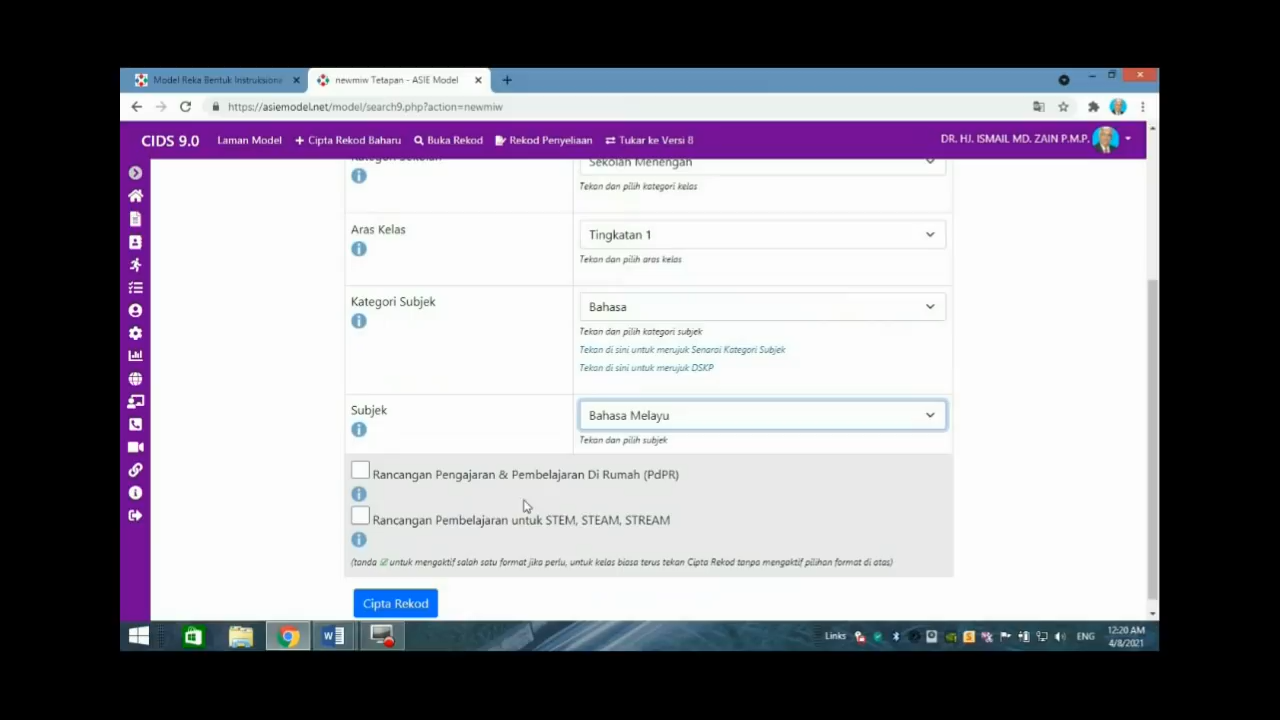 Model Reka Bentuk Instruksiona
newmiw Tetapan - ASIE Model
https://asiemodel.net/model/search9.php?action=newmiw
CIDS 9.0
Laman Model
Cipta Rekod Baharu
Buka Rekod
Rekod Penyeliaan
Tukar ke Versi 8
DR. HJ. ISMAIL MD. ZAIN P.M.P.
Kategori Sekolah
Sekolah Menengah
Tekan dan pilih kategori kelas
Aras Kelas
Tingkatan 1
Tekan dan pilih aras kelas
Kategori Subjek
Bahasa
Tekan dan pilih kategori subjek
Tekan di sini untuk merujuk Senarai Kategori Subjek
Tekan di sini untuk merujuk DSKP
Subjek
Bahasa Melayu
Tekan dan pilih subjek
Rancangan Pengajaran & Pembelajaran Di Rumah (PdPR)
Rancangan Pembelajaran untuk STEM, STEAM, STREAM
(tanda ☑ untuk mengaktif salah satu format jika perlu, untuk kelas biasa terus tekan Cipta Rekod tanpa mengaktif pilihan format di atas)
Cipta Rekod
Links
ENG
12:20 AM
4/8/2021